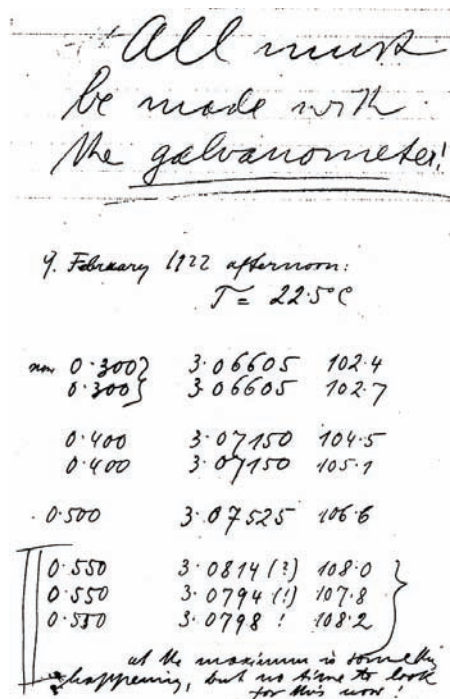 All must
be made with
the galvanometer!
9. February 1922 afternoon:
T = 22.5°C
0.300 } 3.06605 102.4
0.300 } 3.06605 102.7
0.400 3.07150 104.5
0.400 3.07150 105.1
0.500 3.07525 106.6
0.550 3.0814 (?) 108.0
0.550 3.0794 (!) 107.8
0.550 3.0798 ! 108.2
at the maximum is something
happening, but no time to look
for this now!